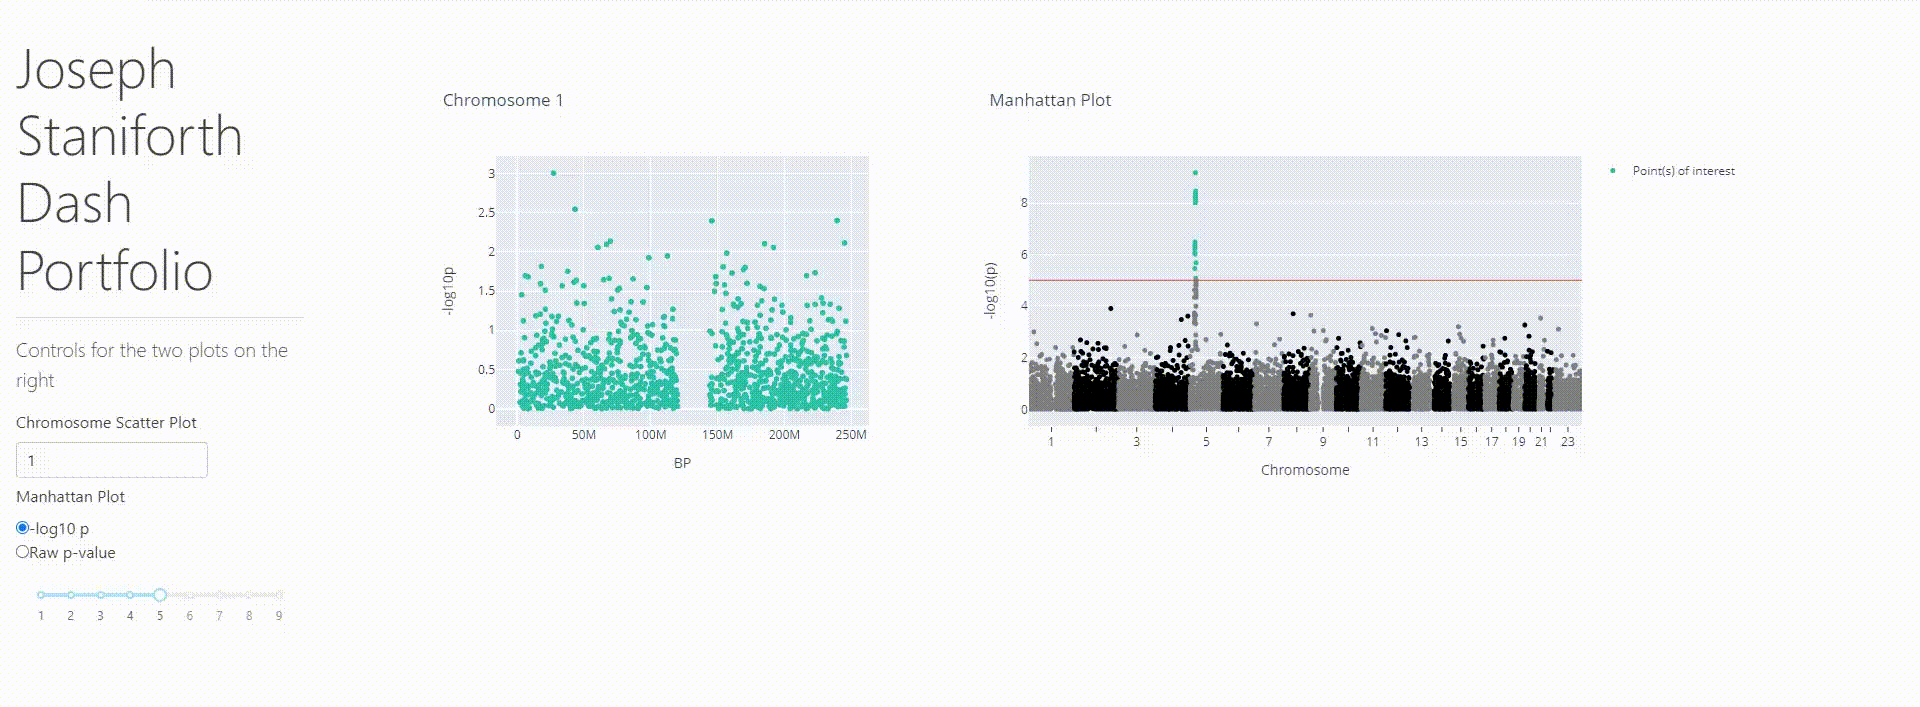 Joseph
Staniforth
Dash
Portfolio
Controls for the two plots on the
right
Chromosome Scatter Plot
1
Manhattan Plot
-log10 p
Raw p-value
1 2 3 4 5 6 7 8 9
Chromosome 1
-log10p
3
2.5
2
1.5
1
0.5
0
0 50M 100M 150M 200M 250M
BP
Manhattan Plot
-log10(p)
8
6
4
2
0
1 3 5 7 9 11 13 15 17 19 21 23
Chromosome
Point(s) of interest